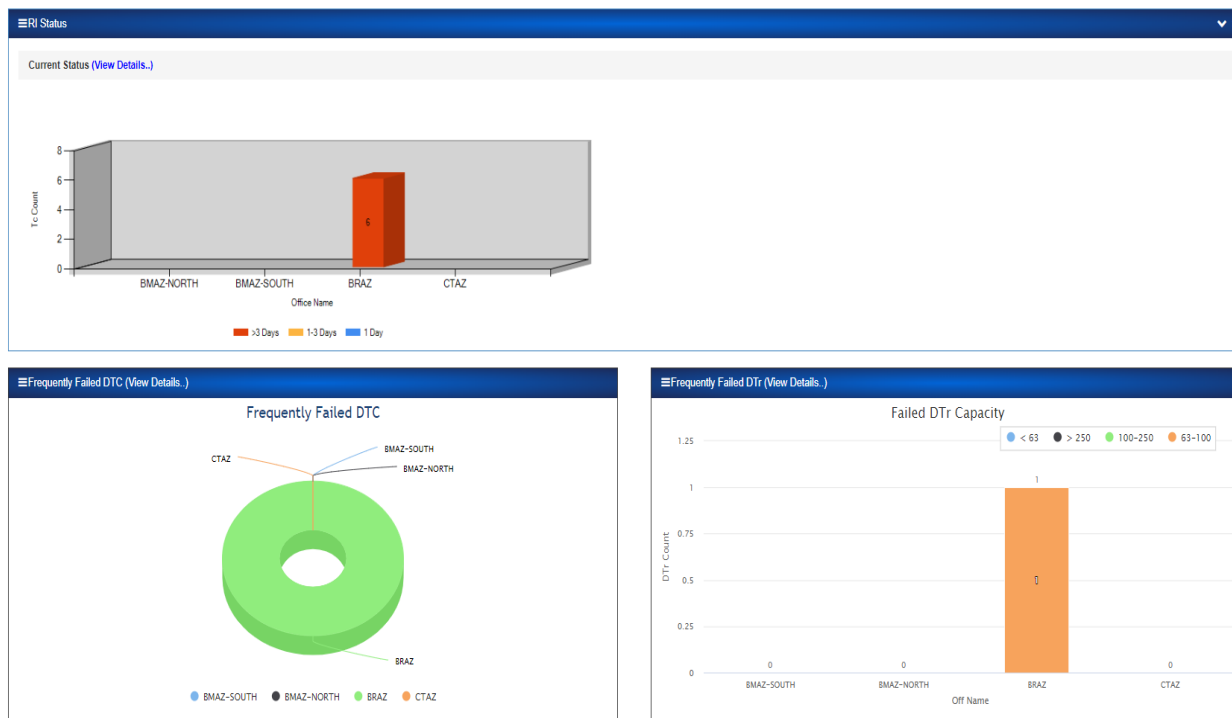 ≡RI Status
Current Status (View Details..)
8
6
4
2
0
Tc Count
6
BMAZ-NORTH BMAZ-SOUTH BRAZ CTAZ
Office Name
>3 Days 1-3 Days 1 Day
≡Frequently Failed DTC (View Details..)
Frequently Failed DTC
BMAZ-SOUTH
CTAZ
BMAZ-NORTH
BRAZ
BMAZ-SOUTH BMAZ-NORTH BRAZ CTAZ
≡Frequently Failed DTr (View Details..)
Failed DTr Capacity
< 63 > 250 100-250 63-100
1.25
1
0.75
0.5
0.25
0
DTr Count
1
0 0 0
BMAZ-SOUTH BMAZ-NORTH BRAZ CTAZ
Off Name